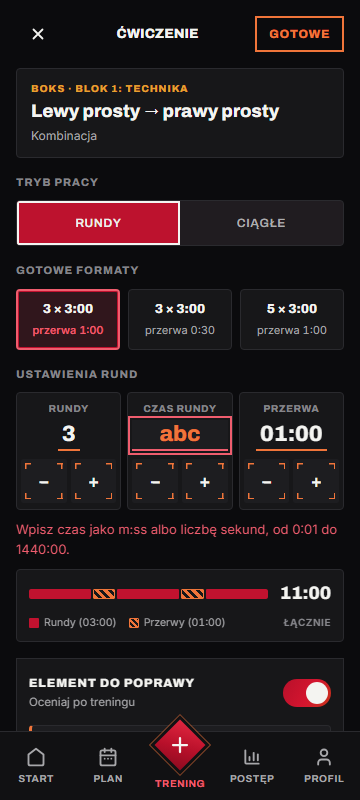 ĆWICZENIE
GOTOWE
BOKS · BLOK 1: TECHNIKA
Lewy prosty → prawy prosty
Kombinacja
TRYB PRACY
RUNDY
CIĄGŁE
GOTOWE FORMATY
3 × 3:00
przerwa 1:00
3 × 3:00
przerwa 0:30
5 × 3:00
przerwa 1:00
USTAWIENIA RUND
RUNDY
3
− +
CZAS RUNDY
abc
− +
PRZERWA
01:00
− +
Wpisz czas jako m:ss albo liczbę sekund, od 0:01 do
1440:00.
11:00
Rundy (03:00)
Przerwy (01:00)
ŁĄCZNIE
ELEMENT DO POPRAWY
Oceniaj po treningu
START
PLAN
TRENING
POSTĘP
PROFIL